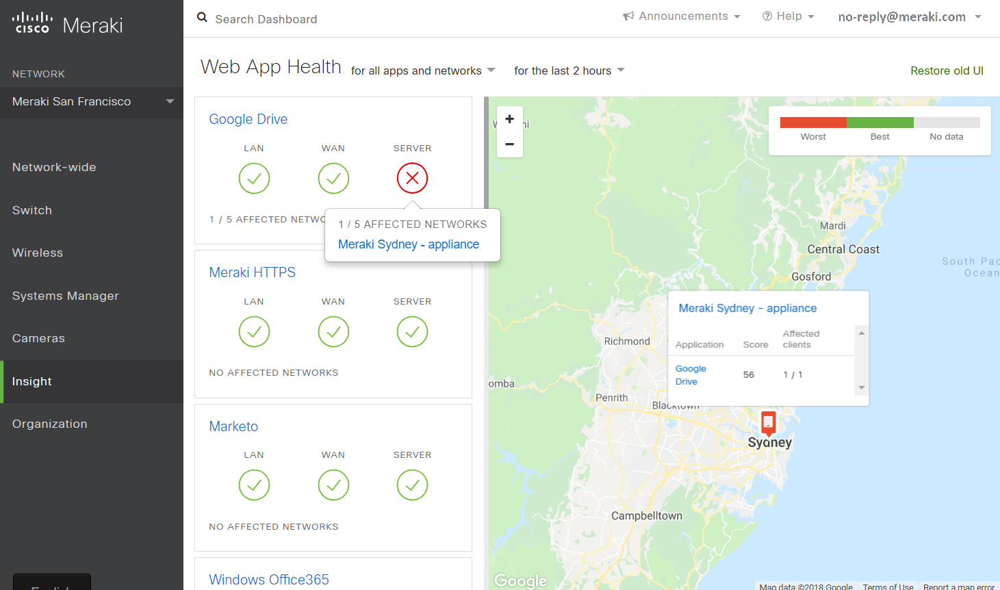 cisco Meraki
Search Dashboard
Announcements
Help
no-reply@meraki.com
NETWORK
Meraki San Francisco
Network-wide
Switch
Wireless
Systems Manager
Cameras
Insight
Organization
Web App Health for all apps and networks for the last 2 hours
Restore old UI
Google Drive
LAN WAN SERVER
1 / 5 AFFECTED
1 / 5 AFFECTED NETWORKS
Meraki Sydney - appliance
Meraki HTTPS
LAN WAN SERVER
NO AFFECTED NETWORKS
Marketo
LAN WAN SERVER
NO AFFECTED NETWORKS
Windows Office365
+
−
Worst Best No data
Mardi
Central Coast
Gosford
South Pac
Ocean
Meraki Sydney - appliance
Application Score Affected
clients
Google
Drive
56 1 / 1
Richmond
omba
Penrith
Blacktown
Sydney
Campbelltown
Google
Map data ©2018 Google Terms of Use Report a map error